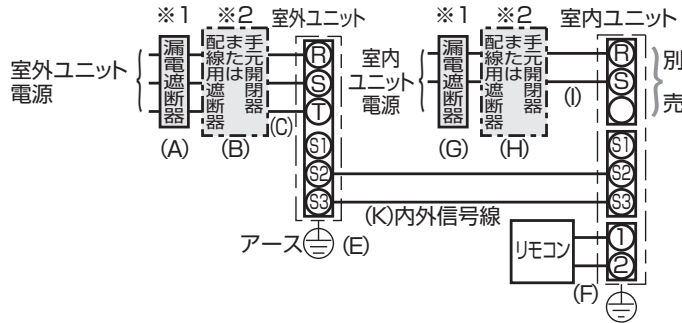 ※1 ※2 室外ユニット
室外ユニット
電源
漏電遮断器
手元開閉器
または
配線用遮断器
R
S
T
S1
S2
S3
(A)
(B)
(C)
アース
(E)
※1 ※2 室内ユニット
室内
ユニット
電源
漏電遮断器
手元開閉器
または
配線用遮断器
R
S
別
売
(G)
(H)
(I)
S1
S2
S3
(K)内外信号線
リモコン
1
2
(F)